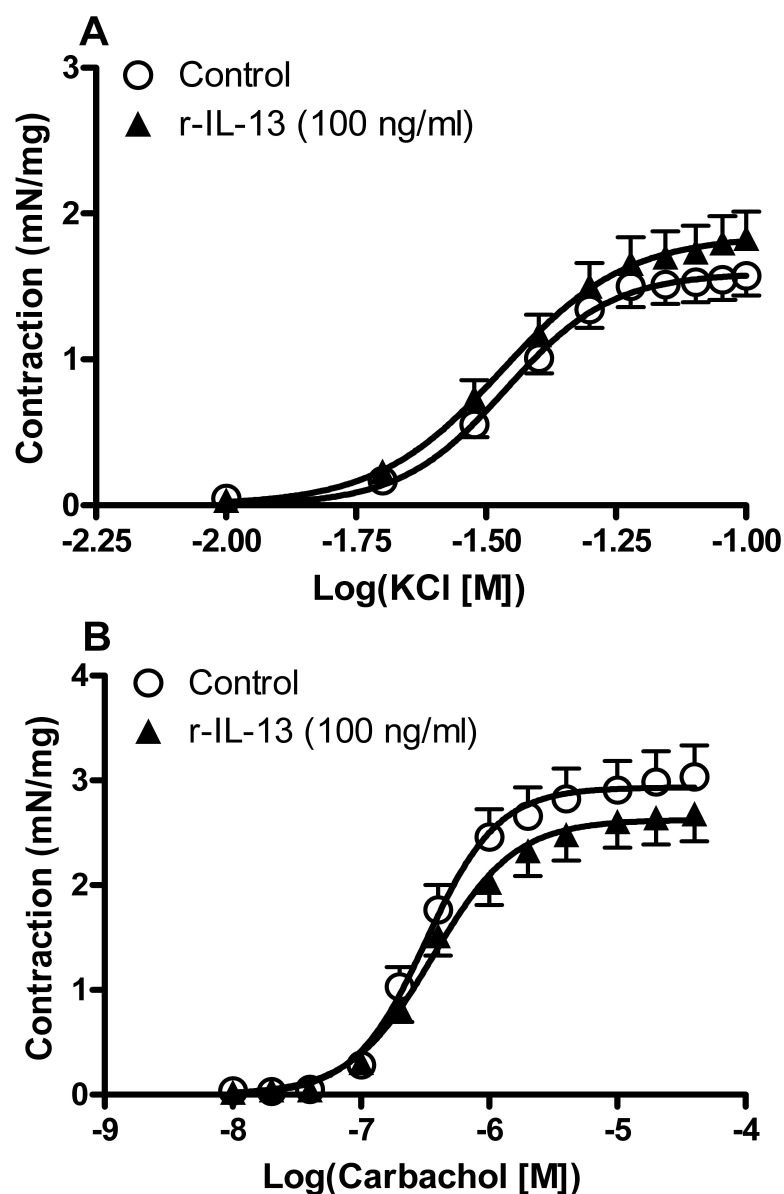 A
3
Control
r-IL-13 (100 ng/ml)
2
1
0
Contraction (mN/mg)
-2.25 -2.00 -1.75 -1.50 -1.25 -1.00
Log(KCl [M])
B
4
Control
r-IL-13 (100 ng/ml)
3
2
1
0
Contraction (mN/mg)
-9 -8 -7 -6 -5 -4
Log(Carbachol [M])